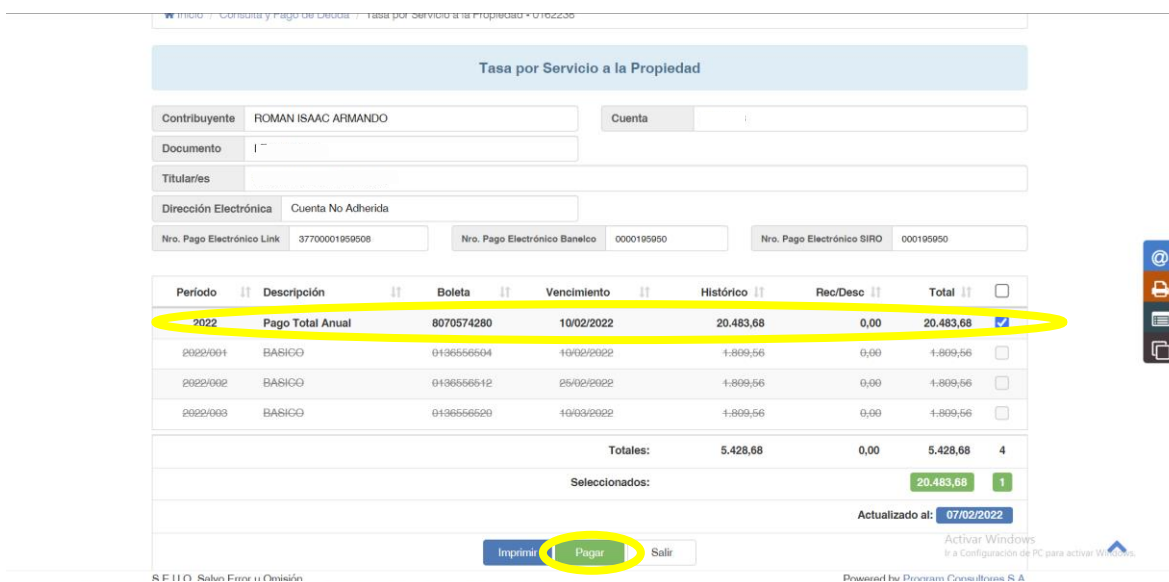 Inicio / Consulta y Pago de Deuda / Tasa por Servicio a la Propiedad • 0162238
Tasa por Servicio a la Propiedad
Contribuyente ROMAN ISAAC ARMANDO Cuenta
Documento
Titular/es
Dirección Electrónica Cuenta No Adherida
Nro. Pago Electrónico Link 37700001959508 Nro. Pago Electrónico Banelco 0000195950 Nro. Pago Electrónico SIRO 000195950
Período Descripción Boleta Vencimiento Histórico Rec/Desc Total
2022 Pago Total Anual 8070574280 10/02/2022 20.483,68 0,00 20.483,68
2022/001 BASICO 0136556504 10/02/2022 1.809,56 0,00 1.809,56
2022/002 BASICO 0136556512 25/02/2022 1.809,56 0,00 1.809,56
2022/003 BASICO 0136556520 10/03/2022 1.809,56 0,00 1.809,56
Totales: 5.428,68 0,00 5.428,68 4
Seleccionados: 20.483,68 1
Actualizado al: 07/02/2022
Imprimir Pagar Salir
Activar Windows
Ir a Configuración de PC para activar Windows.
S.E.U.O. Salvo Error u Omisión Powered by Program Consultores S.A.